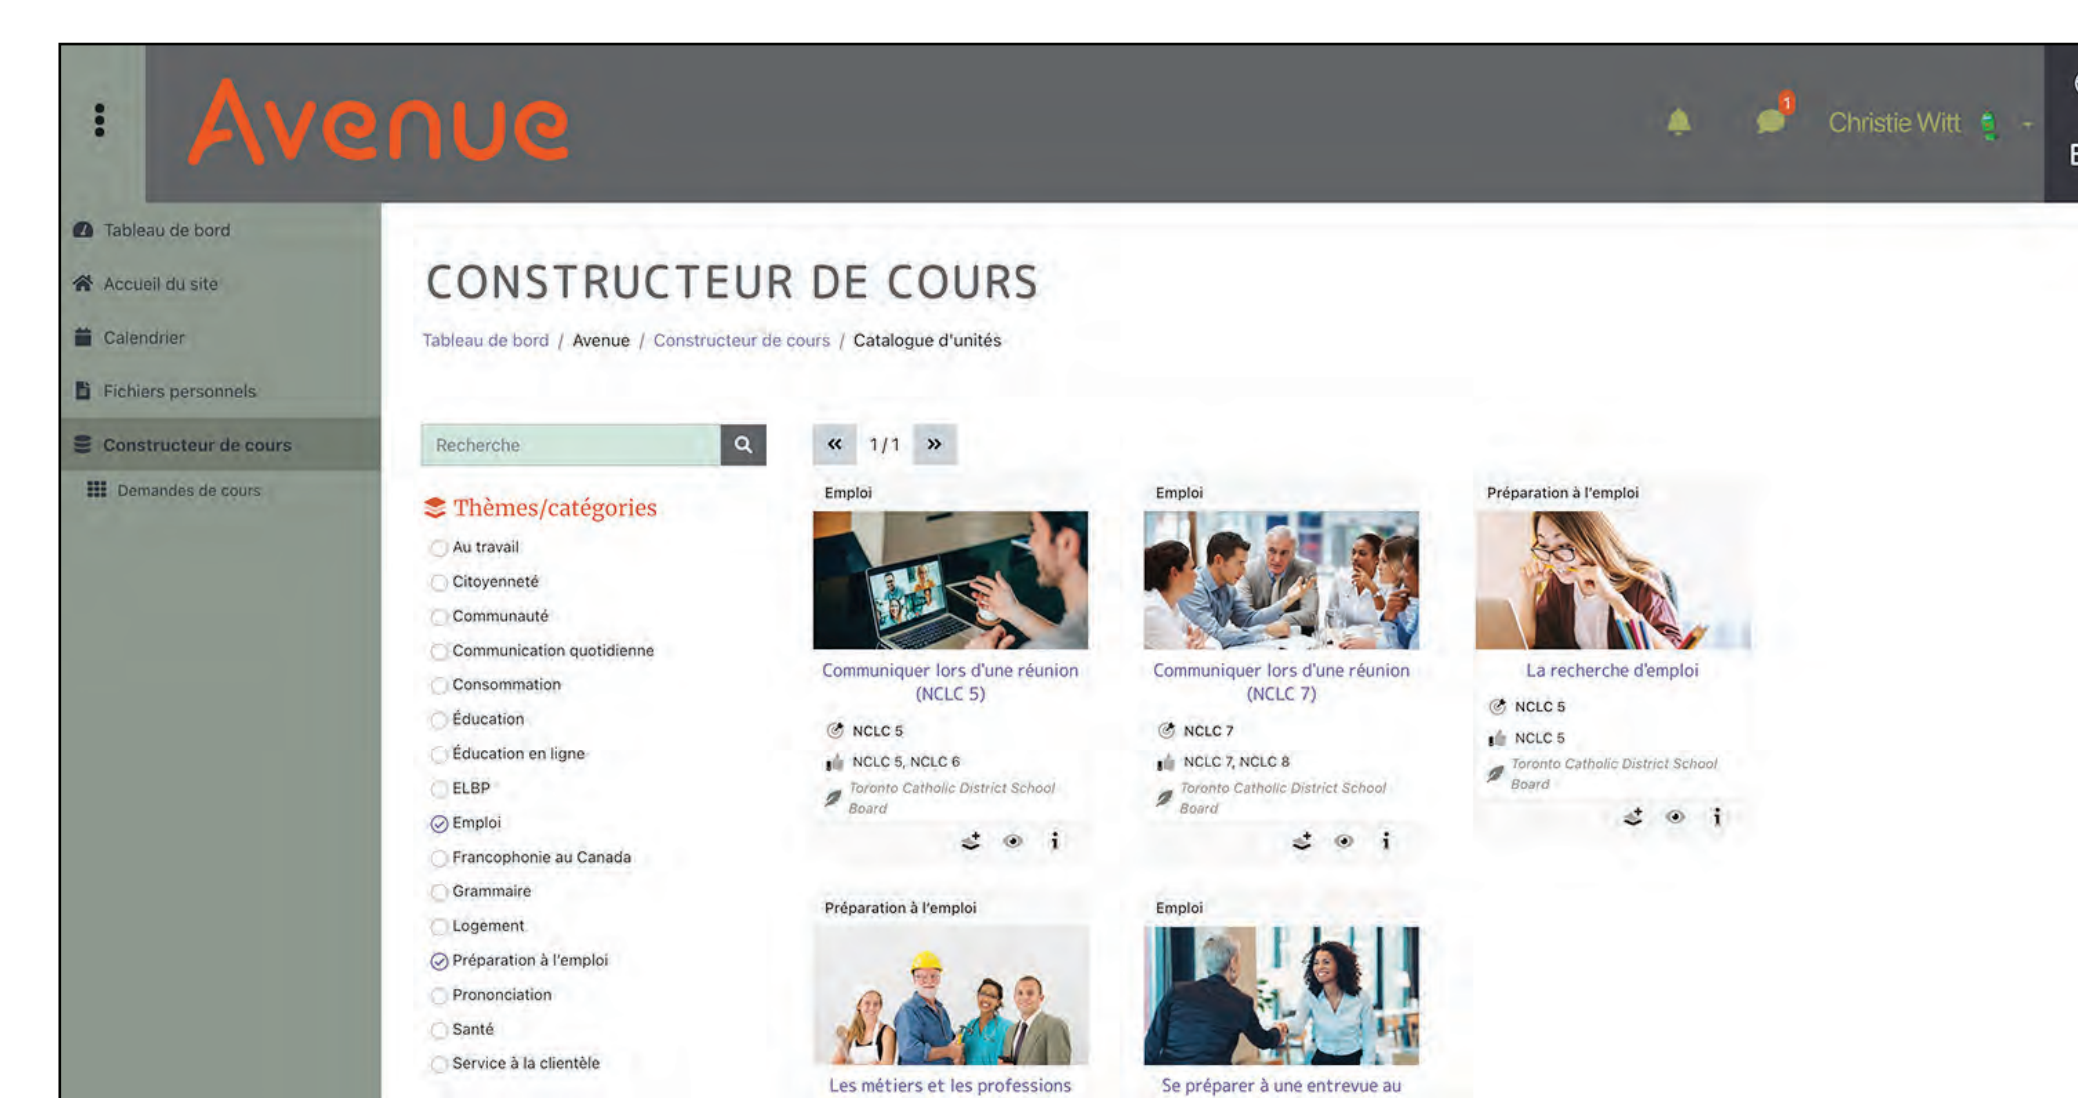 Avenue
1
Christie Witt
Tableau de bord
Accueil du site
Calendrier
Fichiers personnels
Constructeur de cours
Demandes de cours
CONSTRUCTEUR DE COURS
Tableau de bord / Avenue / Constructeur de cours / Catalogue d'unités
Recherche
Thèmes/catégories
Au travail
Citoyenneté
Communauté
Communication quotidienne
Consommation
Éducation
Éducation en ligne
ELBP
Emploi
Francophonie au Canada
Grammaire
Logement
Préparation à l'emploi
Prononciation
Santé
Service à la clientèle
« 1/1 »
Emploi
Communiquer lors d'une réunion
(NCLC 5)
NCLC 5
NCLC 5, NCLC 6
Toronto Catholic District School
Board
Emploi
Communiquer lors d'une réunion
(NCLC 7)
NCLC 7
NCLC 7, NCLC 8
Toronto Catholic District School
Board
Préparation à l'emploi
La recherche d'emploi
NCLC 5
NCLC 5
Toronto Catholic District School
Board
Préparation à l'emploi
Les métiers et les professions
Emploi
Se préparer à une entrevue au